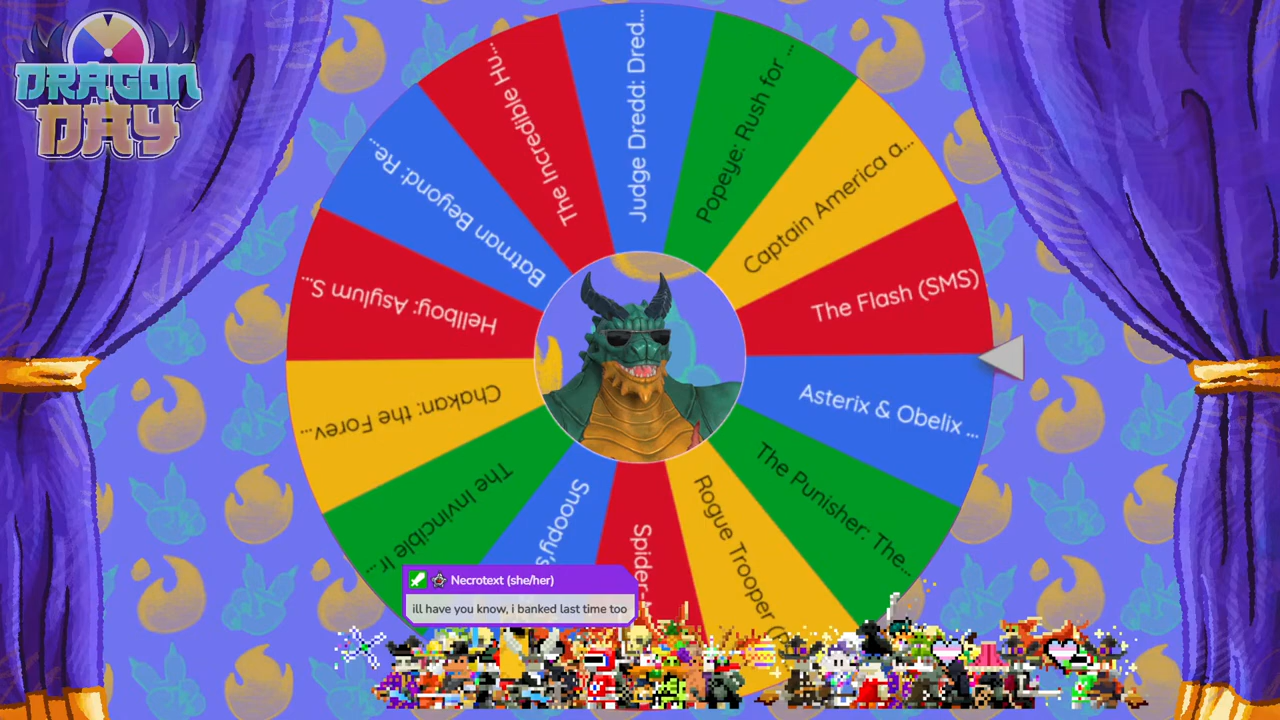 DRAGON
DAY
The Incredible Hu...
Judge Dredd: Dred...
Popeye: Rush for ...
Captain America a...
The Flash (SMS)
Asterix & Obelix ...
The Punisher: The...
Rogue Trooper
Snoopy's
The Invincible Ir...
Chakan: the Forev...
Hellboy: Asylum S...
Batman Beyond: Re...
Necrotext (she/her)
ill have you know, i banked last time too